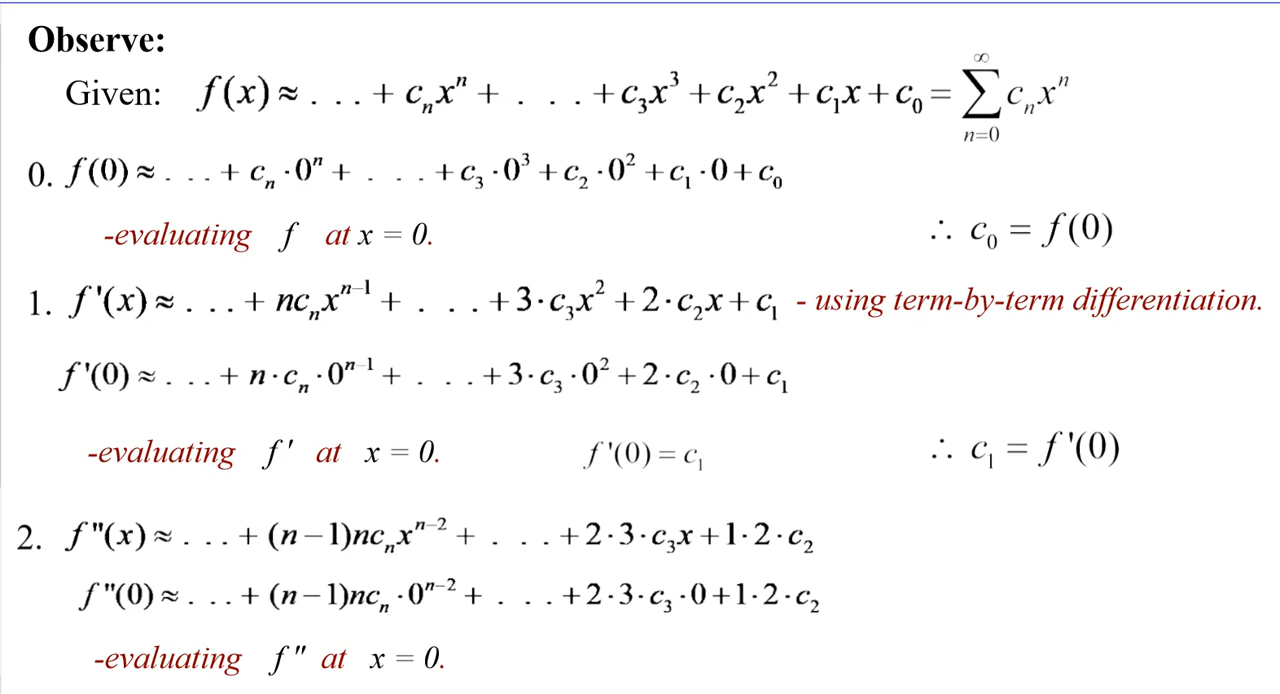 Observe:
Given: f(x) ≈ . . . + cₙxⁿ + . . . + c₃x³ + c₂x² + c₁x + c₀ = ∑_{n=0}^{∞} cₙxⁿ
0. f(0) ≈ . . . + cₙ · 0ⁿ + . . . + c₃ · 0³ + c₂ · 0² + c₁ · 0 + c₀
-evaluating f at x = 0. ∴ c₀ = f(0)
1. f '(x) ≈ . . . + ncₙxⁿ⁻¹ + . . . + 3 · c₃x² + 2 · c₂x + c₁ - using term-by-term differentiation.
f '(0) ≈ . . . + n · cₙ · 0ⁿ⁻¹ + . . . + 3 · c₃ · 0² + 2 · c₂ · 0 + c₁
-evaluating f ' at x = 0. f '(0) = c₁ ∴ c₁ = f '(0)
2. f "(x) ≈ . . . + (n − 1)ncₙxⁿ⁻² + . . . + 2 · 3 · c₃x + 1 · 2 · c₂
f "(0) ≈ . . . + (n − 1)ncₙ · 0ⁿ⁻² + . . . + 2 · 3 · c₃ · 0 + 1 · 2 · c₂
-evaluating f " at x = 0.